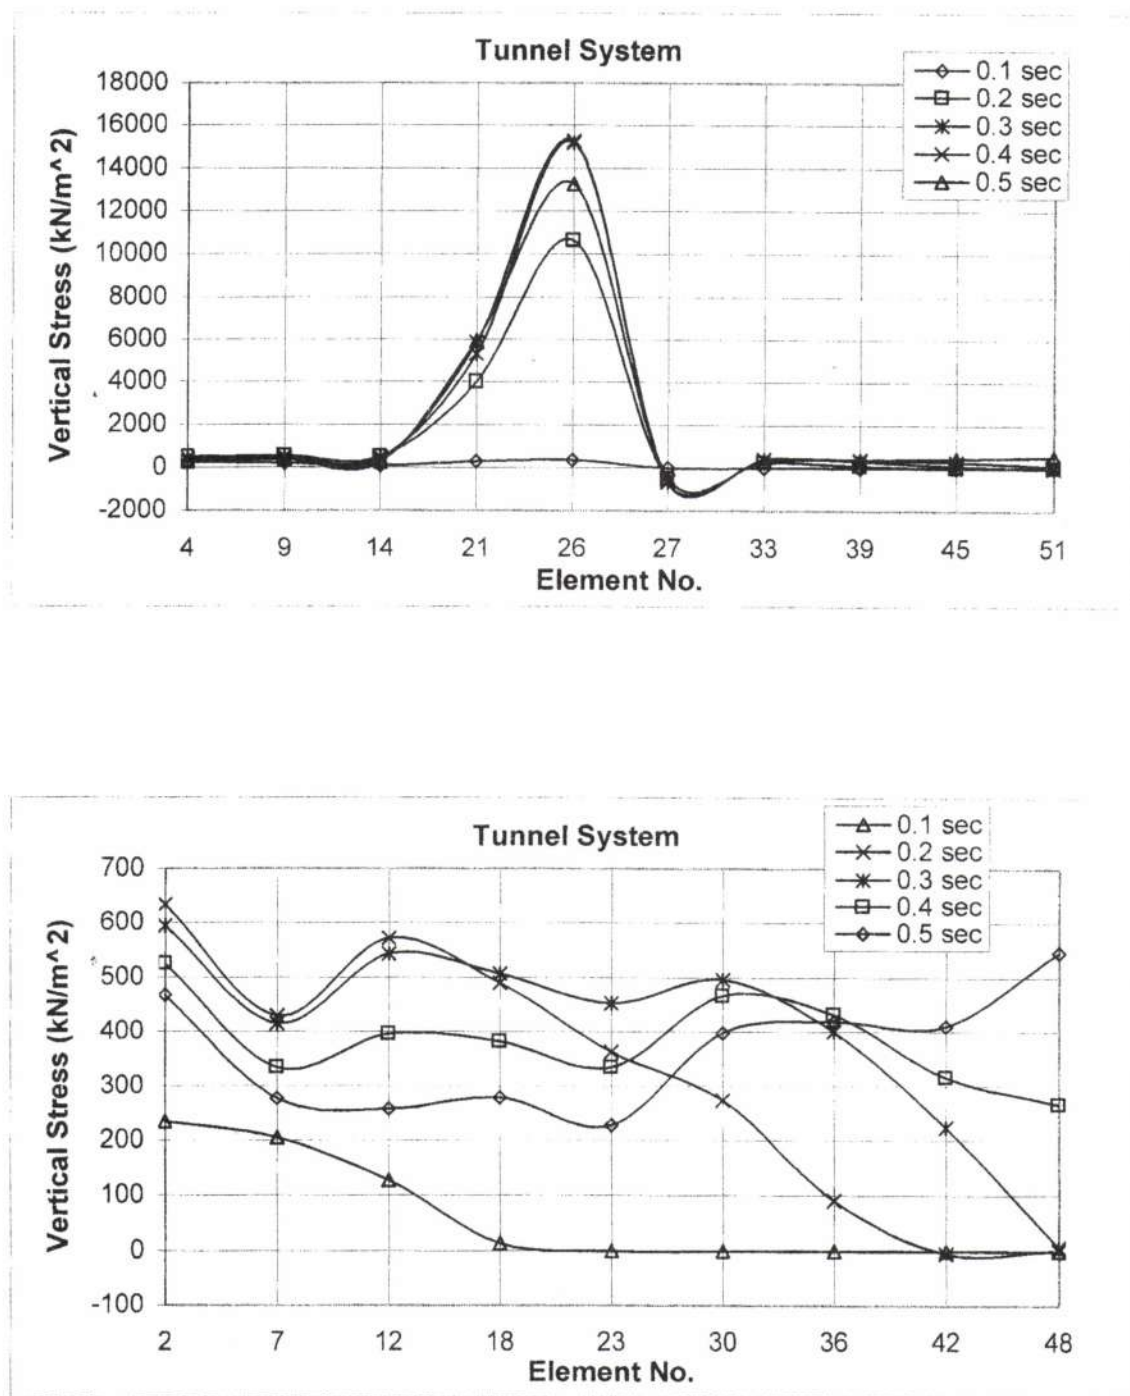 Tunnel System
0.1 sec
0.2 sec
0.3 sec
0.4 sec
0.5 sec
Vertical Stress (kN/m^2)
18000
16000
14000
12000
10000
8000
6000
4000
2000
0
-2000
4 9 14 21 26 27 33 39 45 51
Element No.
Tunnel System
0.1 sec
0.2 sec
0.3 sec
0.4 sec
0.5 sec
Vertical Stress (kN/m^2)
700
600
500
400
300
200
100
0
-100
2 7 12 18 23 30 36 42 48
Element No.